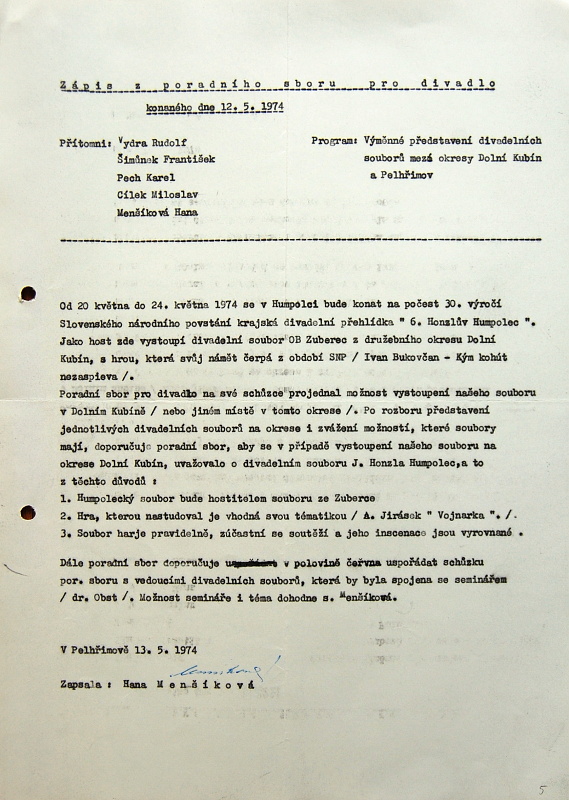 Zápis z poradního sboru pro divadlo
konaného dne 12. 5. 1974
Přítomni: Vydra Rudolf
Šimůnek František
Pech Karel
Cílek Miloslav
Menšíková Hana
Program: Výměnné představení divadelních
souborů mezá okresy Dolní Kubín
a Pelhřimov
Od 20 května do 24. května 1974 se v Humpolci bude konat na počest 30. výročí
Slovenského národního povstání krajská divadelní přehlídka " 6. Honzlův Humpolec ".
Jako host zde vystoupí divadelní soubor OB Zuberec z družebního okresu Dolní
Kubín, s hrou, která svůj námět čerpá z období SNP / Ivan Bukovčan - Kým kohút
nezaspieva /.
Poradní sbor pro divadlo na své schůzce projednal možnost vystoupení našeho souboru
v Dolním Kubíně / nebo jiném místě v tomto okrese /. Po rozboru představení
jednotlivých divadelních souborů na okrese i zvážení možností, které soubory
mají, doporučuje poradní sbor, aby se v případě vystoupení našeho souboru na
okrese Dolní Kubín, uvažovalo o divadelním souboru J. Honzla Humpolec,a to
z těchto důvodů :
1. Humpolecký soubor bude hostitelem souboru ze Zuberce
2. Hra, kterou nastudoval je vhodná svou tématikou / A. Jirásek " Vojnarka ". /.
3. Soubor harje pravidelně, zúčastní se soutěží a jeho inscenace jsou vyrovnané .
Dále poradní sbor doporučuje v polovině června uspořádat schůzku
por. sboru s vedoucími divadelních souborů, která by byla spojena se seminářem
/ dr. Obst /. Možnost semináře i téma dohodne s. Menšíková.
V Pelhřimově 13. 5. 1974
Zapsala : Hana Menšíková
5